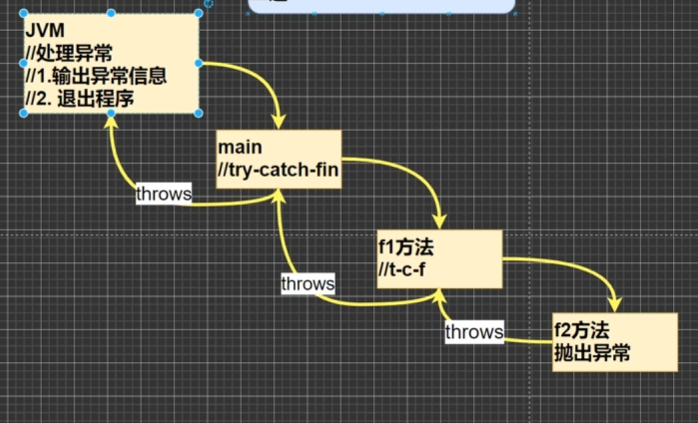 JVM
//处理异常
//1.输出异常信息
//2. 退出程序
main
//try-catch-fin
throws
f1方法
//t-c-f
throws
f2方法
抛出异常
throws